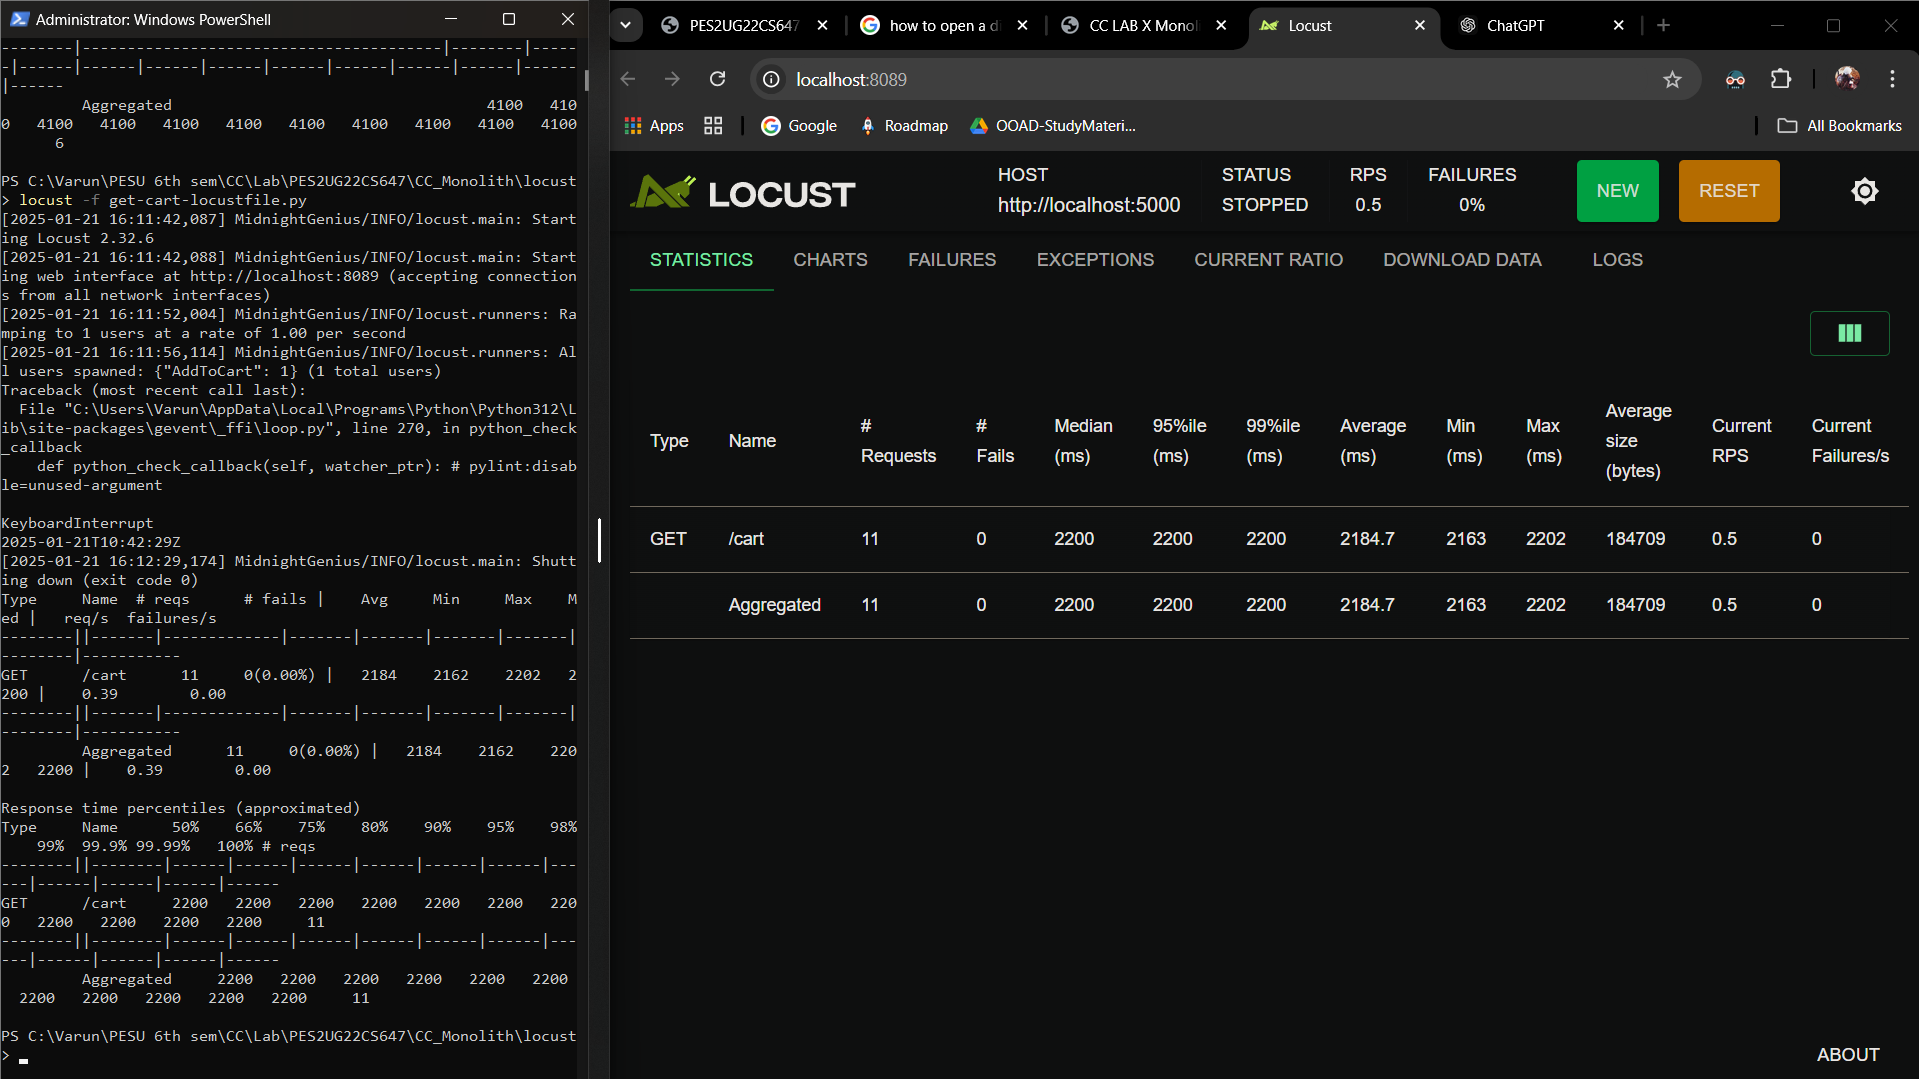 Administrator: Windows PowerShell
--------|----------------------------------------|--------|-----
-|------|------|------|------|------|------|------|------|------
|------
         Aggregated                                   4100   410
0   4100   4100   4100   4100   4100   4100   4100   4100   4100
      6
PS C:\Varun\PESU 6th sem\CC\Lab\PES2UG22CS647\CC_Monolith\locust
> locust -f get-cart-locustfile.py
[2025-01-21 16:11:42,087] MidnightGenius/INFO/locust.main: Start
ing Locust 2.32.6
[2025-01-21 16:11:42,088] MidnightGenius/INFO/locust.main: Start
ing web interface at http://localhost:8089 (accepting connection
s from all network interfaces)
[2025-01-21 16:11:52,004] MidnightGenius/INFO/locust.runners: Ra
mping to 1 users at a rate of 1.00 per second
[2025-01-21 16:11:56,114] MidnightGenius/INFO/locust.runners: Al
l users spawned: {"AddToCart": 1} (1 total users)
Traceback (most recent call last):
  File "C:\Users\Varun\AppData\Local\Programs\Python\Python312\L
ib\site-packages\gevent\_ffi\loop.py", line 270, in python_check
_callback
    def python_check_callback(self, watcher_ptr): # pylint:disab
le=unused-argument
KeyboardInterrupt
2025-01-21T10:42:29Z
[2025-01-21 16:12:29,174] MidnightGenius/INFO/locust.main: Shutt
ing down (exit code 0)
Type     Name  # reqs      # fails |    Avg     Min     Max    M
ed |   req/s  failures/s
--------||-------|-------------|-------|-------|-------|-------|
--------|-----------
GET      /cart      11     0(0.00%) |   2184    2162    2202   2
200 |    0.39        0.00
--------||-------|-------------|-------|-------|-------|-------|
--------|-----------
         Aggregated      11     0(0.00%) |   2184    2162    220
2   2200 |    0.39        0.00
Response time percentiles (approximated)
Type     Name      50%    66%    75%    80%    90%    95%    98%
    99%  99.9% 99.99%   100% # reqs
--------||--------|------|------|------|------|------|------|---
---|------|------|------|------
GET      /cart     2200   2200   2200   2200   2200   2200   220
0   2200   2200   2200   2200     11
--------||--------|------|------|------|------|------|------|---
---|------|------|------|------
         Aggregated     2200   2200   2200   2200   2200   2200
  2200   2200   2200   2200   2200     11
PS C:\Varun\PESU 6th sem\CC\Lab\PES2UG22CS647\CC_Monolith\locust
>
PES2UG22CS647 how to open a di CC LAB X Monoli Locust ChatGPT
localhost:8089
Apps Google Roadmap OOAD-StudyMateri... All Bookmarks
LOCUST
HOST STATUS RPS FAILURES
http://localhost:5000 STOPPED 0.5 0%
NEW RESET
STATISTICS CHARTS FAILURES EXCEPTIONS CURRENT RATIO DOWNLOAD DATA LOGS
Type Name # Requests # Fails Median (ms) 95%ile (ms) 99%ile (ms) Average (ms) Min (ms) Max (ms) Average size (bytes) Current RPS Current Failures/s
GET /cart 11 0 2200 2200 2200 2184.7 2163 2202 184709 0.5 0
Aggregated 11 0 2200 2200 2200 2184.7 2163 2202 184709 0.5 0
ABOUT